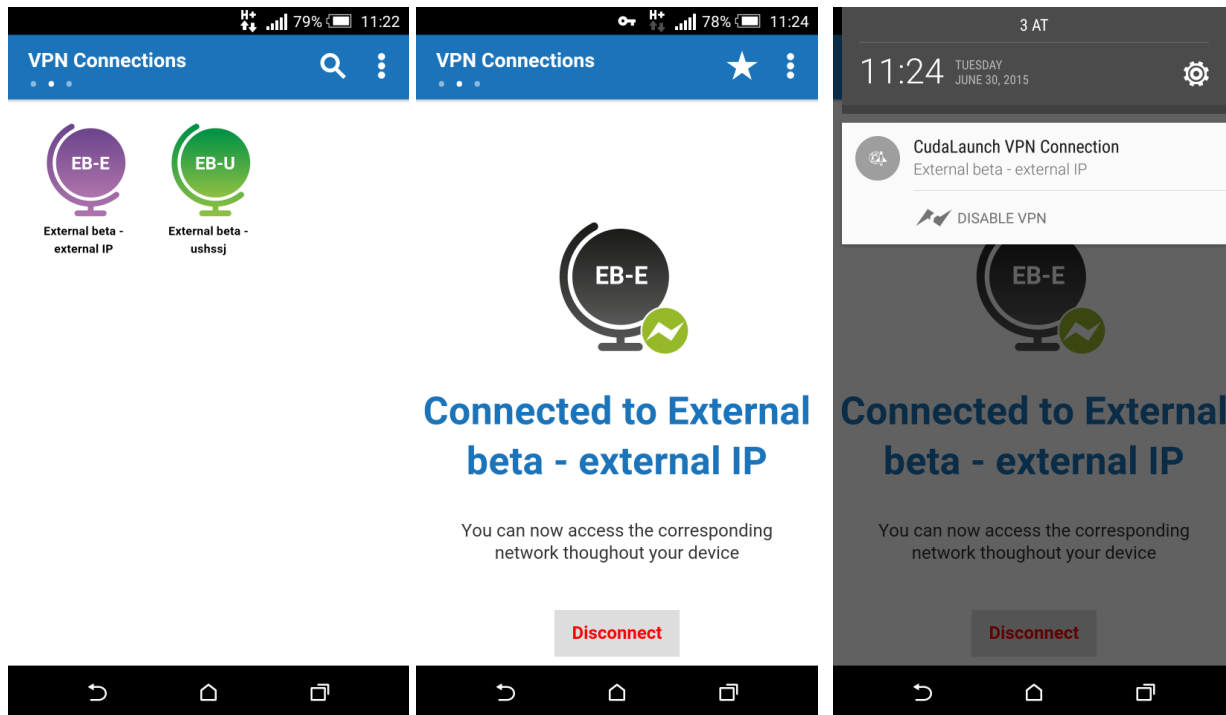 H+ 79% 11:22
VPN Connections
EB-E
EB-U
External beta -
external IP
External beta -
ushssj
H+ 78% 11:24
VPN Connections
EB-E
Connected to External
beta - external IP
You can now access the corresponding
network thoughout your device
Disconnect
3 AT
11:24 TUESDAY
JUNE 30, 2015
CudaLaunch VPN Connection
External beta - external IP
DISABLE VPN
EB-E
Connected to External
beta - external IP
You can now access the corresponding
network thoughout your device
Disconnect